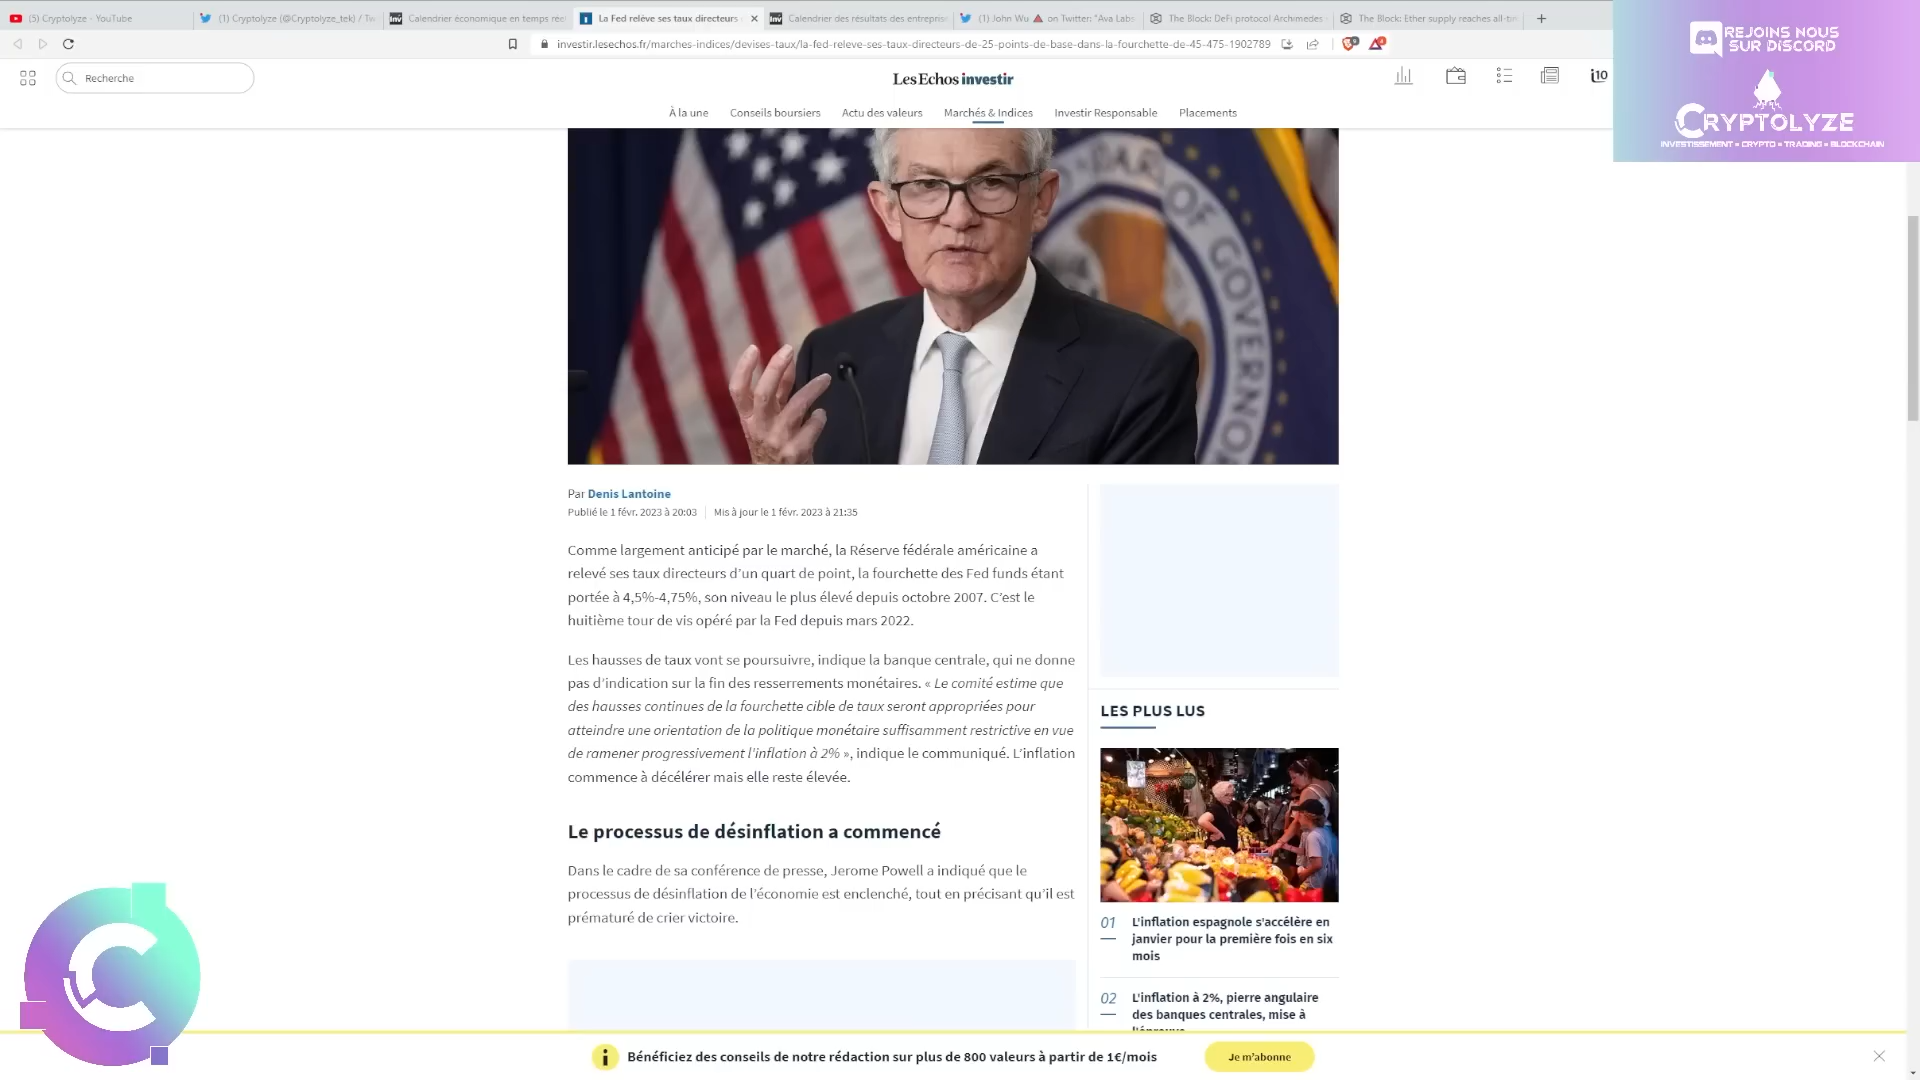 (5) Cryptolyze - YouTube
(1) Cryptolyze (@Cryptolyze_tek) /
Calendrier économique en temps rée
La Fed relève ses taux directeurs
Calendrier des résultats des entreprise
(1) John Wu 🔺 on Twitter: "Ava Labs
The Block: DeFi protocol Archimedes
The Block: Ether supply reaches all-tim
investir.lesechos.fr/marches-indices/devises-taux/la-fed-releve-ses-taux-directeurs-de-25-points-de-base-dans-la-fourchette-de-45-475-1902789
Recherche
Les Echos investir
i10
À la une
Conseils boursiers
Actu des valeurs
Marchés & Indices
Investir Responsable
Placements
REJOINS NOUS
SUR DISCORD
CRYPTOLYZE
INVESTISSEMENT • CRYPTO • TRADING • BLOCKCHAIN
OF GOVERNO
Par Denis Lantoine
Publié le 1 févr. 2023 à 20:03
Mis à jour le 1 févr. 2023 à 21:35
Comme largement anticipé par le marché, la Réserve fédérale américaine a
relevé ses taux directeurs d’un quart de point, la fourchette des Fed funds étant
portée à 4,5%-4,75%, son niveau le plus élevé depuis octobre 2007. C’est le
huitième tour de vis opéré par la Fed depuis mars 2022.
Les hausses de taux vont se poursuivre, indique la banque centrale, qui ne donne
pas d’indication sur la fin des resserrements monétaires. « Le comité estime que
des hausses continues de la fourchette cible de taux seront appropriées pour
atteindre une orientation de la politique monétaire suffisamment restrictive en vue
de ramener progressivement l’inflation à 2% », indique le communiqué. L’inflation
commence à décélérer mais elle reste élevée.
Le processus de désinflation a commencé
Dans le cadre de sa conférence de presse, Jerome Powell a indiqué que le
processus de désinflation de l’économie est enclenché, tout en précisant qu’il est
prématuré de crier victoire.
LES PLUS LUS
01
L'inflation espagnole s'accélère en
janvier pour la première fois en six
mois
02
L'inflation à 2%, pierre angulaire
des banques centrales, mise à
l'épreuve
Bénéficiez des conseils de notre rédaction sur plus de 800 valeurs à partir de 1€/mois
Je m'abonne